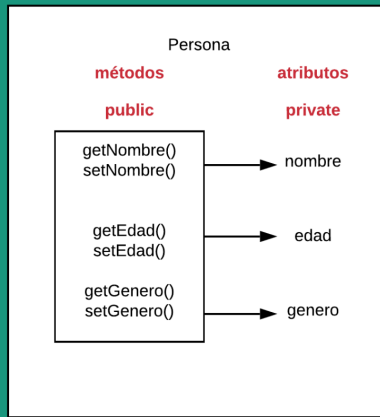 Persona
métodos
atributos
public
private
getNombre()
setNombre()
nombre
getEdad()
setEdad()
edad
getGenero()
setGenero()
genero